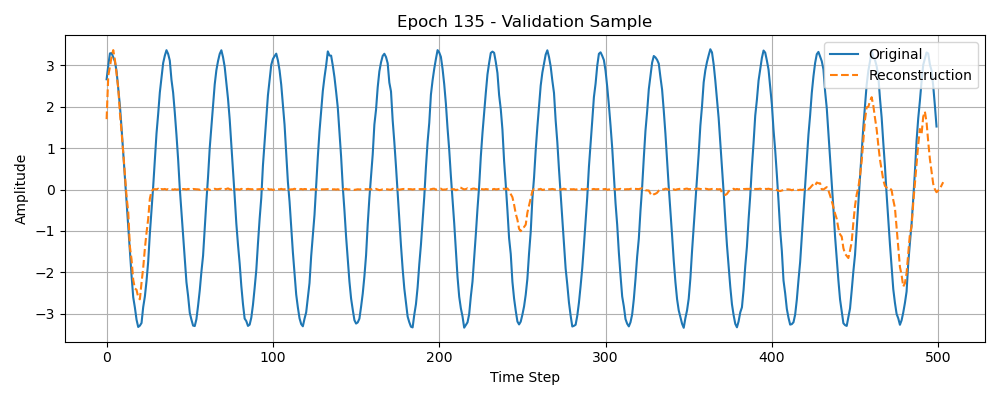 Epoch 135 - Validation Sample
Original
Reconstruction
Amplitude
3
2
1
0
−1
−2
−3
0 100 200 300 400 500
Time Step